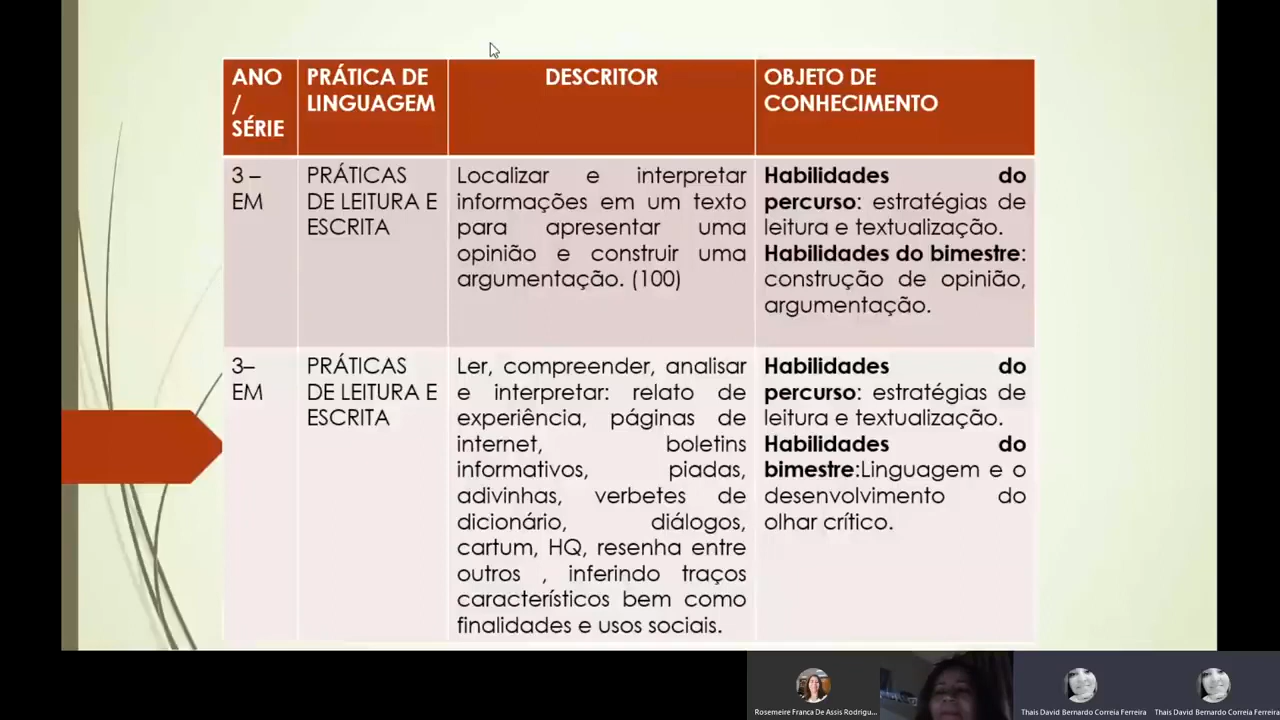 ANO
/
SÉRIE
PRÁTICA DE
LINGUAGEM
DESCRITOR
OBJETO DE
CONHECIMENTO
3 –
EM
PRÁTICAS
DE LEITURA E
ESCRITA
Localizar e interpretar
informações em um texto
para apresentar uma
opinião e construir uma
argumentação. (100)
Habilidades do
percurso: estratégias de
leitura e textualização.
Habilidades do bimestre:
construção de opinião,
argumentação.
3–
EM
PRÁTICAS
DE LEITURA E
ESCRITA
Ler, compreender, analisar
e interpretar: relato de
experiência, páginas de
internet, boletins
informativos, piadas,
adivinhas, verbetes de
dicionário, diálogos,
cartum, HQ, resenha entre
outros , inferindo traços
característicos bem como
finalidades e usos sociais.
Habilidades do
percurso: estratégias de
leitura e textualização.
Habilidades do
bimestre:Linguagem e o
desenvolvimento do
olhar crítico.
Rosemeire Franca De Assis Rodrigu...
Thais David Bernardo Correia Ferreira
Thais David Bernardo Correia Ferreira